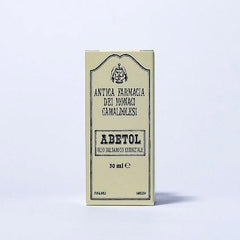 ANTICA FARMACIA
DEI MONACI
CAMALDOLESI
ABETOL
OLIO BALSAMICO ESSENZIALE
30 ml e